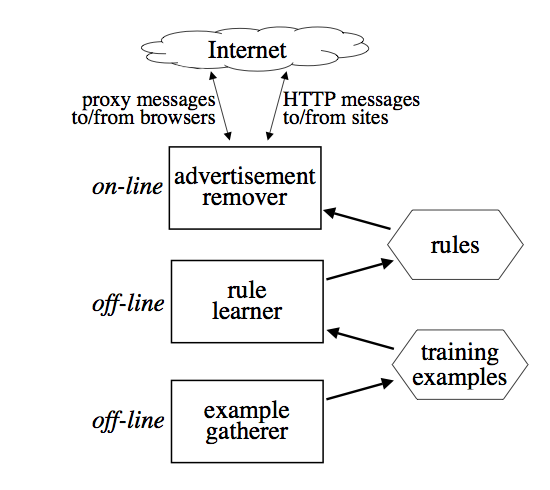 Internet
proxy messages
to/from browsers
HTTP messages
to/from sites
on-line
advertisement
remover
rules
off-line
rule
learner
training
examples
off-line
example
gatherer